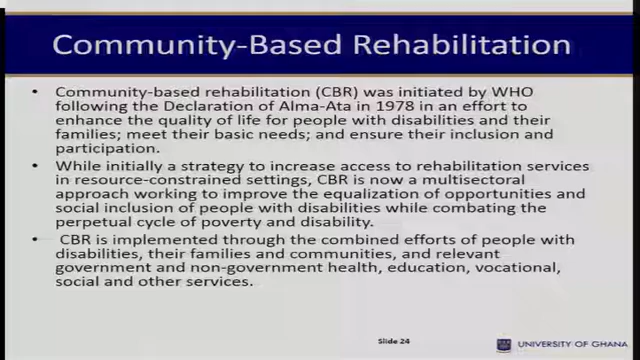 Community-Based Rehabilitation
• Community-based rehabilitation (CBR) was initiated by WHO
following the Declaration of Alma-Ata in 1978 in an effort to
enhance the quality of life for people with disabilities and their
families; meet their basic needs; and ensure their inclusion and
participation.
• While initially a strategy to increase access to rehabilitation services
in resource-constrained settings, CBR is now a multisectoral
approach working to improve the equalization of opportunities and
social inclusion of people with disabilities while combating the
perpetual cycle of poverty and disability.
• CBR is implemented through the combined efforts of people with
disabilities, their families and communities, and relevant
government and non-government health, education, vocational,
social and other services.
Slide 24
UNIVERSITY OF GHANA